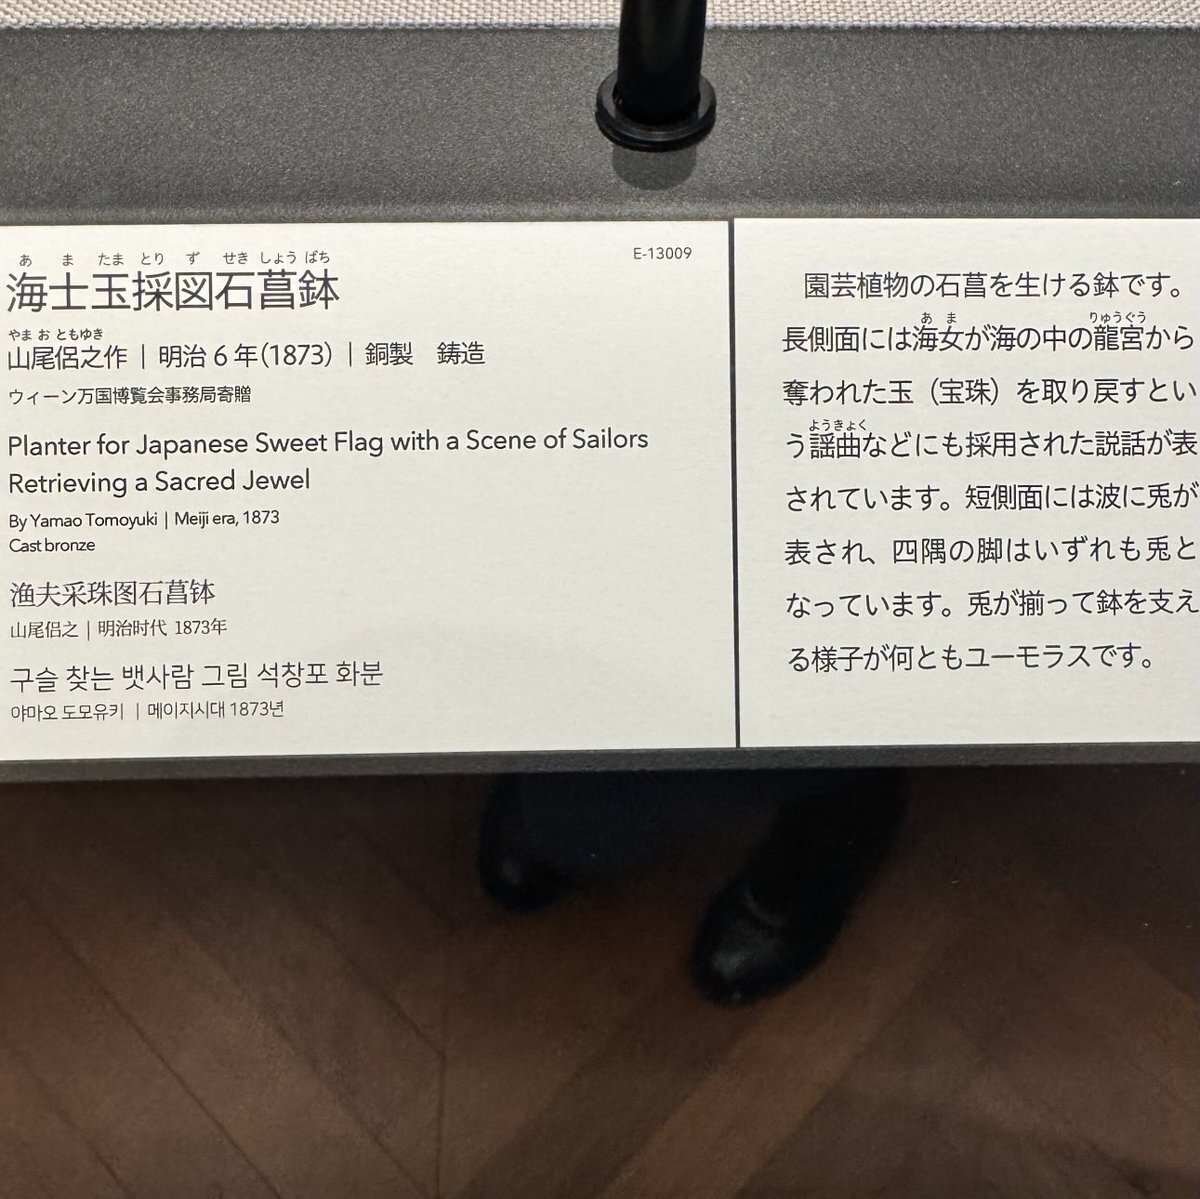 あま たまとりず せきしょうばち
海士玉採図石菖鉢
E-13009
やまおともゆき
山尾侶之作｜明治6年(1873)｜銅製　鋳造
ウィーン万国博覧会事務局寄贈
Planter for Japanese Sweet Flag with a Scene of Sailors
Retrieving a Sacred Jewel
By Yamao Tomoyuki | Meiji era, 1873
Cast bronze
渔夫采珠图石菖钵
山尾侣之 | 明治时代 1873年
구슬 찾는 뱃사람 그림 석창포 화분
야마오 도모유키 | 메이지시대 1873년
園芸植物の石菖を生ける鉢です。
あま りゅうぐう
長側面には海女が海の中の龍宮から
奪われた玉（宝珠）を取り戻すとい
ようきょく
う謡曲などにも採用された説話が表
されています。短側面には波に兎が
表され、四隅の脚はいずれも兎と
なっています。兎が揃って鉢を支え
る様子が何ともユーモラスです。